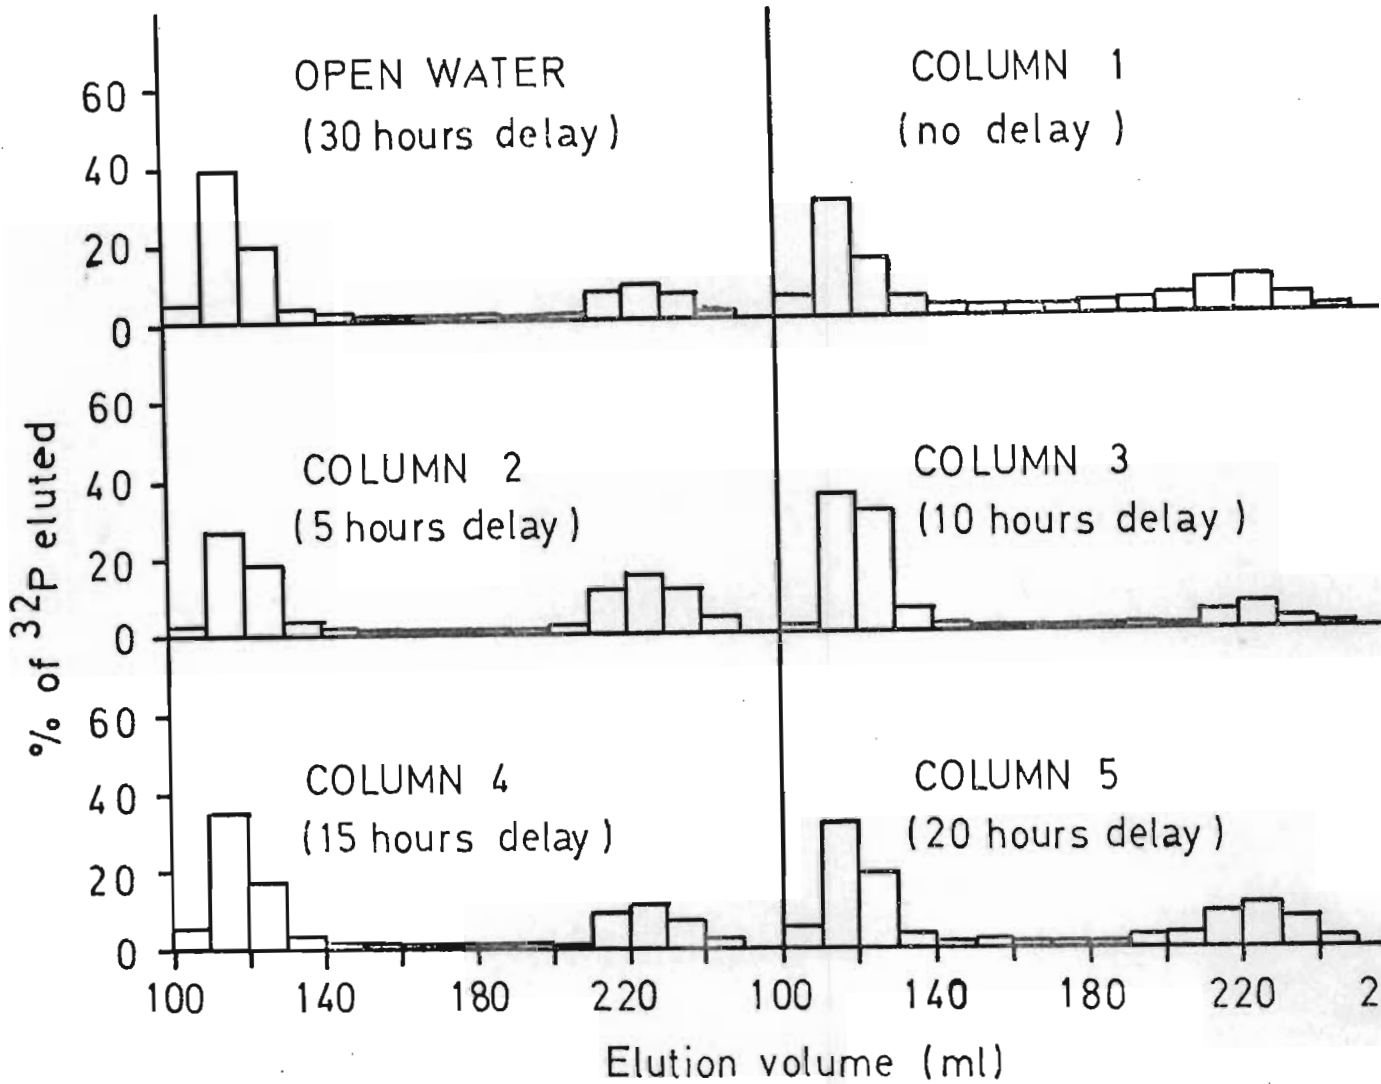 OPEN WATER
(30 hours delay)
COLUMN 1
(no delay )
60
40
20
0
COLUMN 2
(5 hours delay)
COLUMN 3
(10 hours delay)
60
40
20
0
COLUMN 4
(15 hours delay)
COLUMN 5
(20 hours delay)
60
40
20
0
% of 32P eluted
100 140 180 220 100 140 180 220 2
Elution volume (ml)